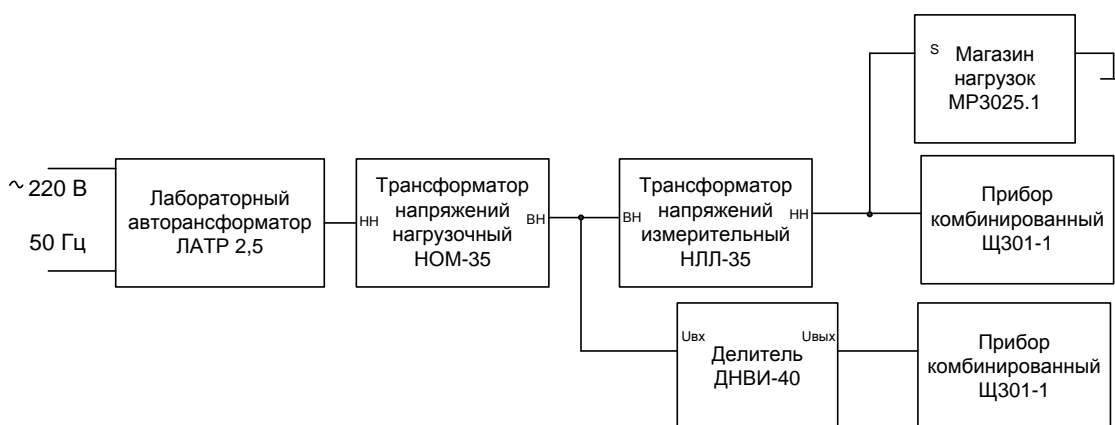 S
Магазин
нагрузок
МР3025.1
~ 220 В
50 Гц
Лабораторный
авторансформатор
ЛАТР 2,5
НН
Трансформатор
напряжений
нагрузочный
НОМ-35
ВН
ВН
Трансформатор
напряжений
измерительный
НЛЛ-35
НН
Прибор
комбинированный
Щ301-1
Uвх
Uвых
Делитель
ДНВИ-40
Прибор
комбинированный
Щ301-1